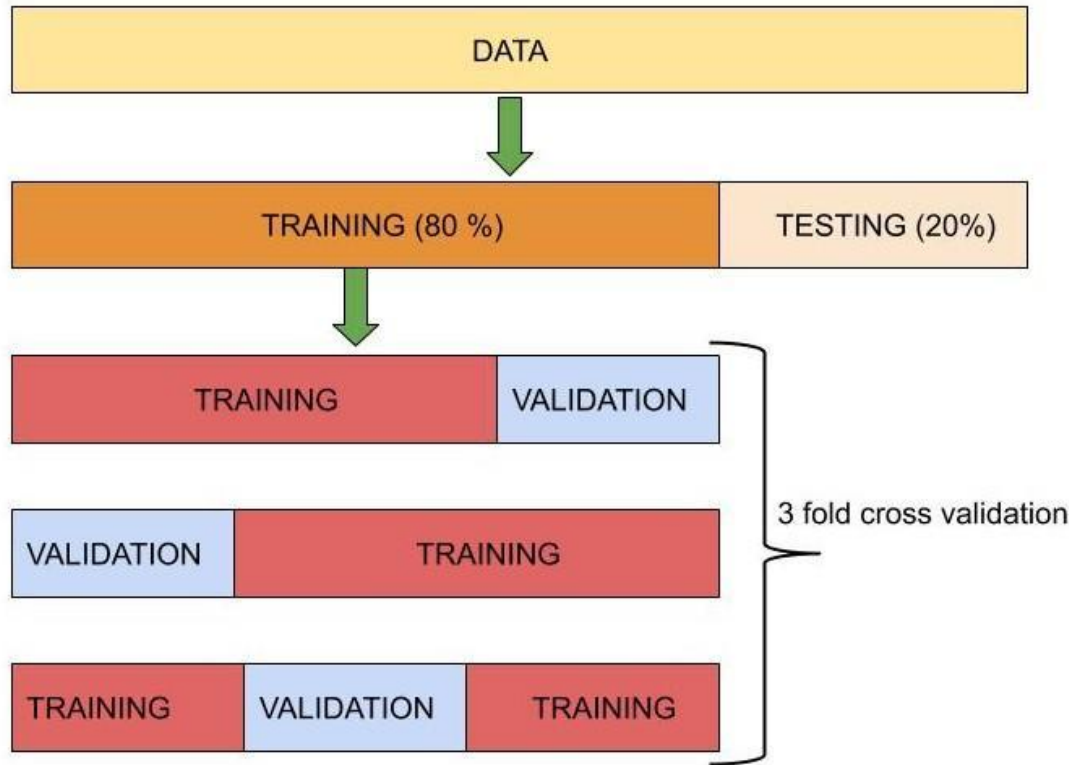 DATA
TRAINING (80 %)
TESTING (20%)
TRAINING
VALIDATION
3 fold cross validation
VALIDATION
TRAINING
TRAINING
VALIDATION
TRAINING